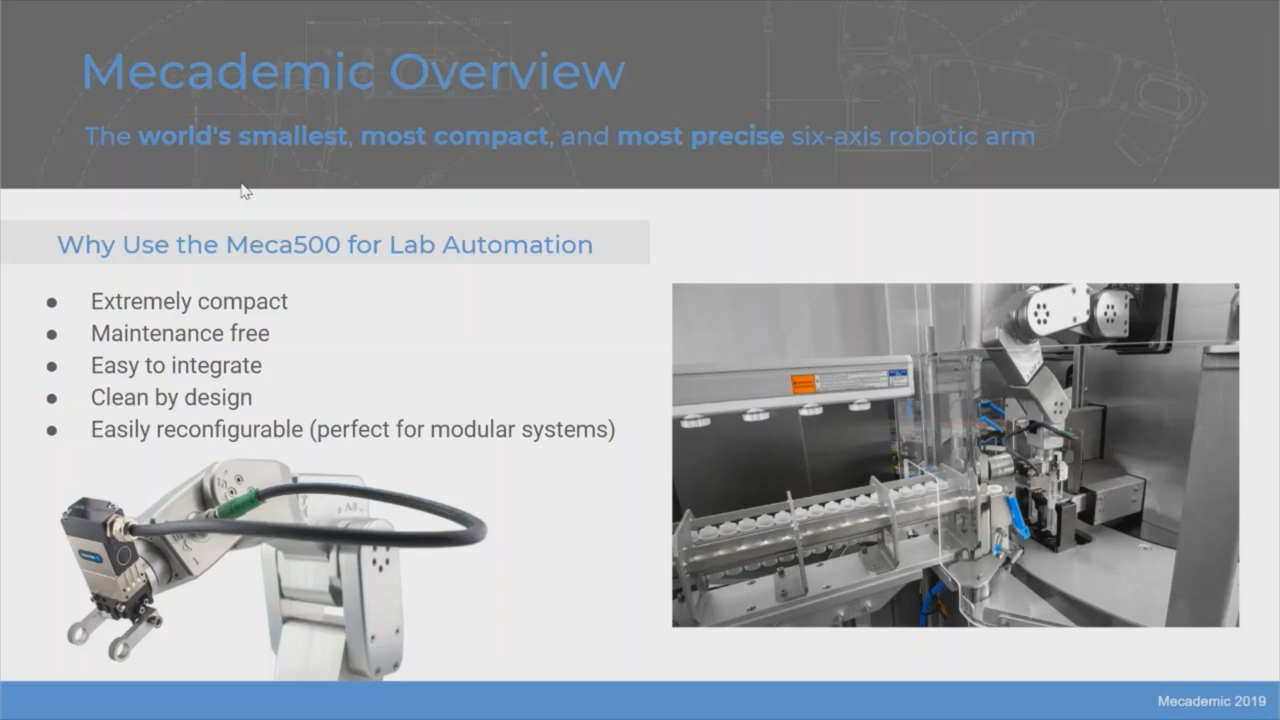 Mecademic Overview
The world's smallest, most compact, and most precise six-axis robotic arm
Why Use the Meca500 for Lab Automation
● Extremely compact
● Maintenance free
● Easy to integrate
● Clean by design
● Easily reconfigurable (perfect for modular systems)
Mecademic 2019